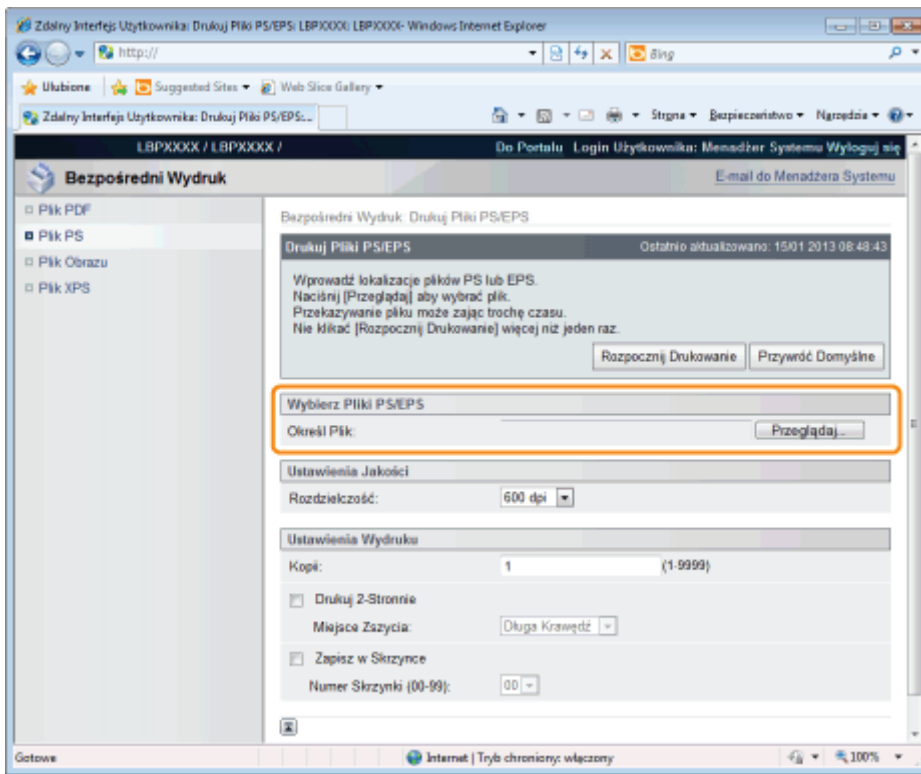 Zdalny Interfejs Użytkownika: Drukuj Pliki PS/EPS: LBPXXXX: LBPXXXX- Windows Internet Explorer
http://
Bing
Ulubione Suggested Sites Web Slice Gallery
Zdalny Interfejs Użytkownika: Drukuj Pliki PS/EPS:... Strona Bezpieczeństwo Narzędzia
LBPXXXX / LBPXXXX / Do Portalu Login Użytkownika: Menadżer Systemu Wyloguj się
Bezpośredni Wydruk E-mail do Menadżera Systemu
Plik PDF
Plik PS
Plik Obrazu
Plik XPS
Bezpośredni Wydruk: Drukuj Pliki PS/EPS
Drukuj Pliki PS/EPS Ostatnio aktualizowano: 15/01 2013 08:48:43
Wprowadź lokalizacje plików PS lub EPS.
Naciśnij [Przeglądaj] aby wybrać plik.
Przekazywanie pliku może zając trochę czasu.
Nie klikać [Rozpocznij Drukowanie] więcej niż jeden raz.
Rozpocznij Drukowanie Przywróć Domyślne
Wybierz Pliki PS/EPS
Określ Plik: Przeglądaj...
Ustawienia Jakości
Rozdzielczość: 600 dpi
Ustawienia Wydruku
Kopii: 1 (1-9999)
Drukuj 2-Stronnie
Miejsce Zszycia: Długa Krawędź
Zapisz w Skrzynce
Numer Skrzynki (00-99): 00
Gotowe Internet | Tryb chroniony: włączony 100%